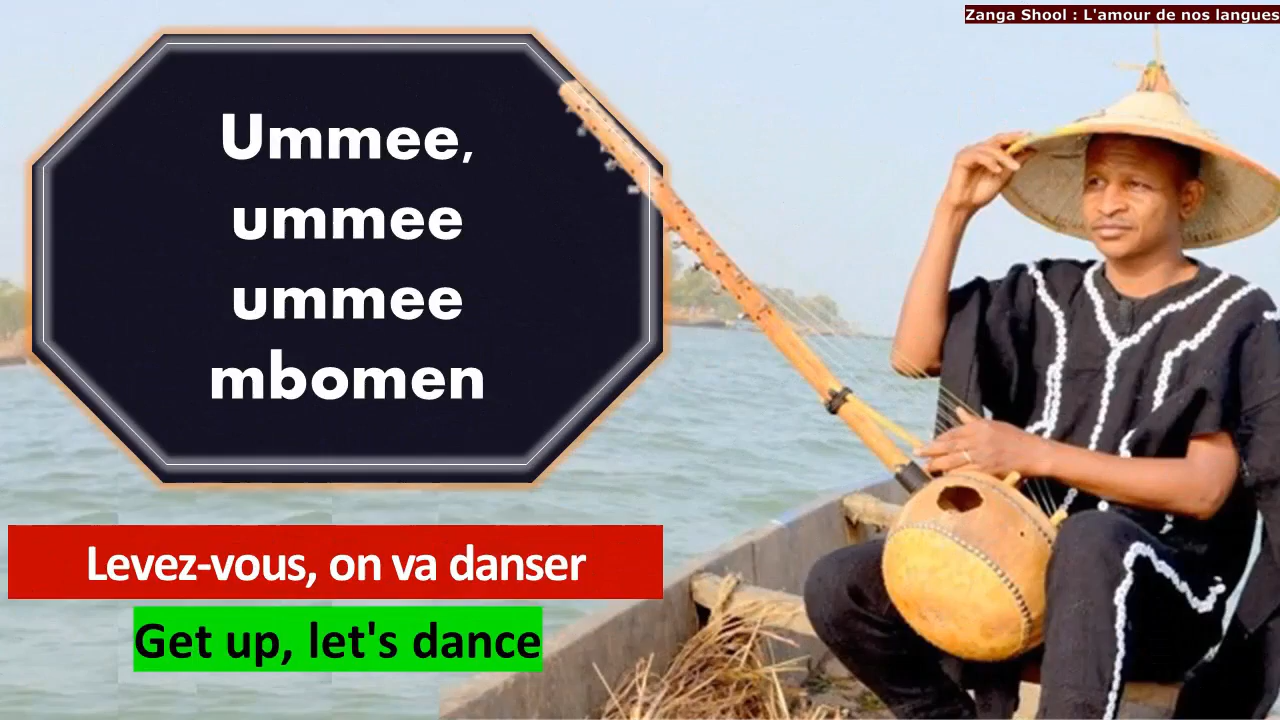 Zanga Shool : L'amour de nos langues
Ummee,
ummee
ummee
mbomen
Levez-vous, on va danser
Get up, let's dance